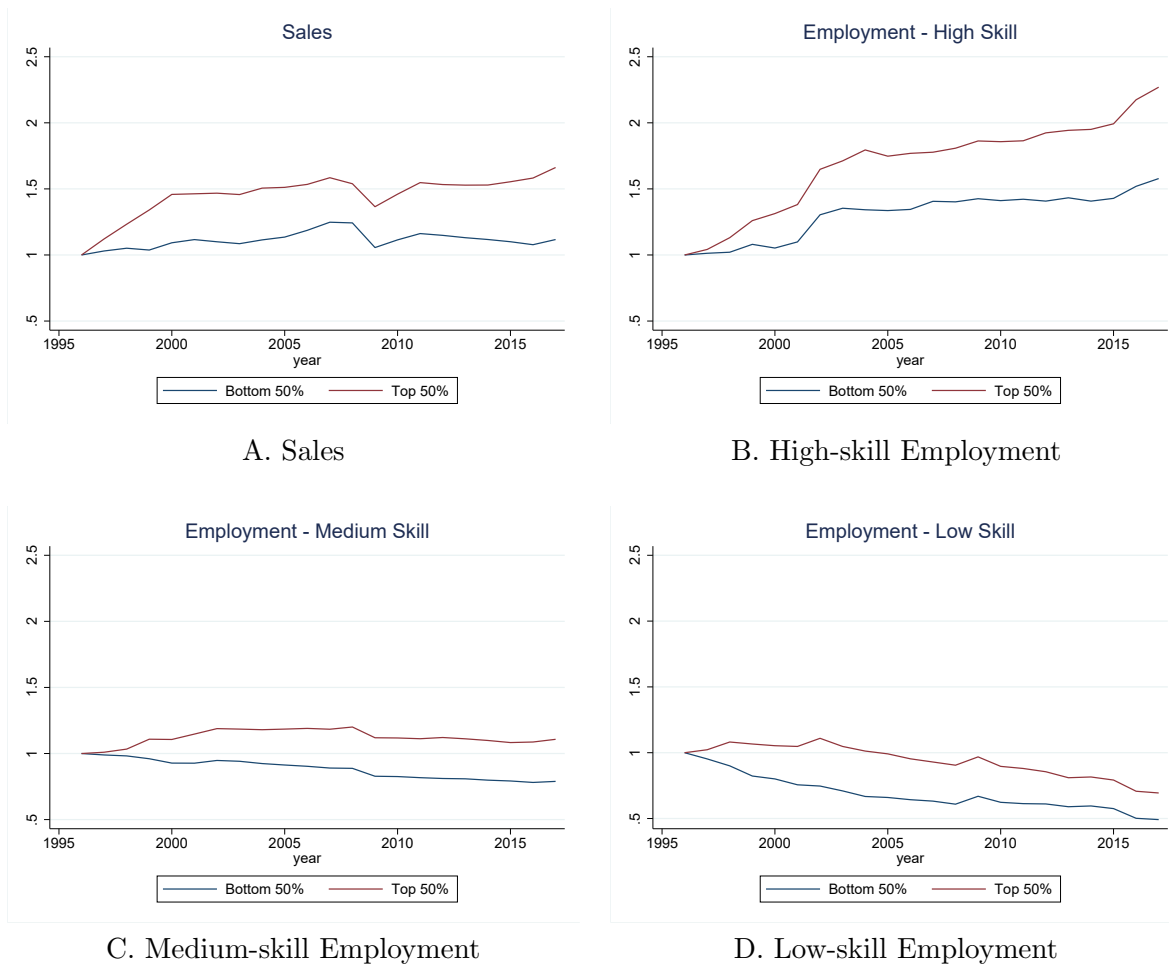 Sales
2.5
2
1.5
1
.5
1995 2000 2005 2010 2015
year
Bottom 50% Top 50%
A. Sales
Employment - High Skill
2.5
2
1.5
1
.5
1995 2000 2005 2010 2015
year
Bottom 50% Top 50%
B. High-skill Employment
Employment - Medium Skill
2.5
2
1.5
1
.5
1995 2000 2005 2010 2015
year
Bottom 50% Top 50%
C. Medium-skill Employment
Employment - Low Skill
2.5
2
1.5
1
.5
1995 2000 2005 2010 2015
year
Bottom 50% Top 50%
D. Low-skill Employment